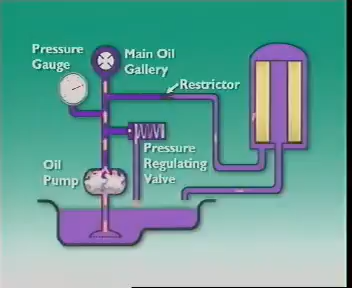 Pressure
Gauge
Main Oil
Gallery
Restrictor
Pressure
Regulating
Valve
Oil
Pump